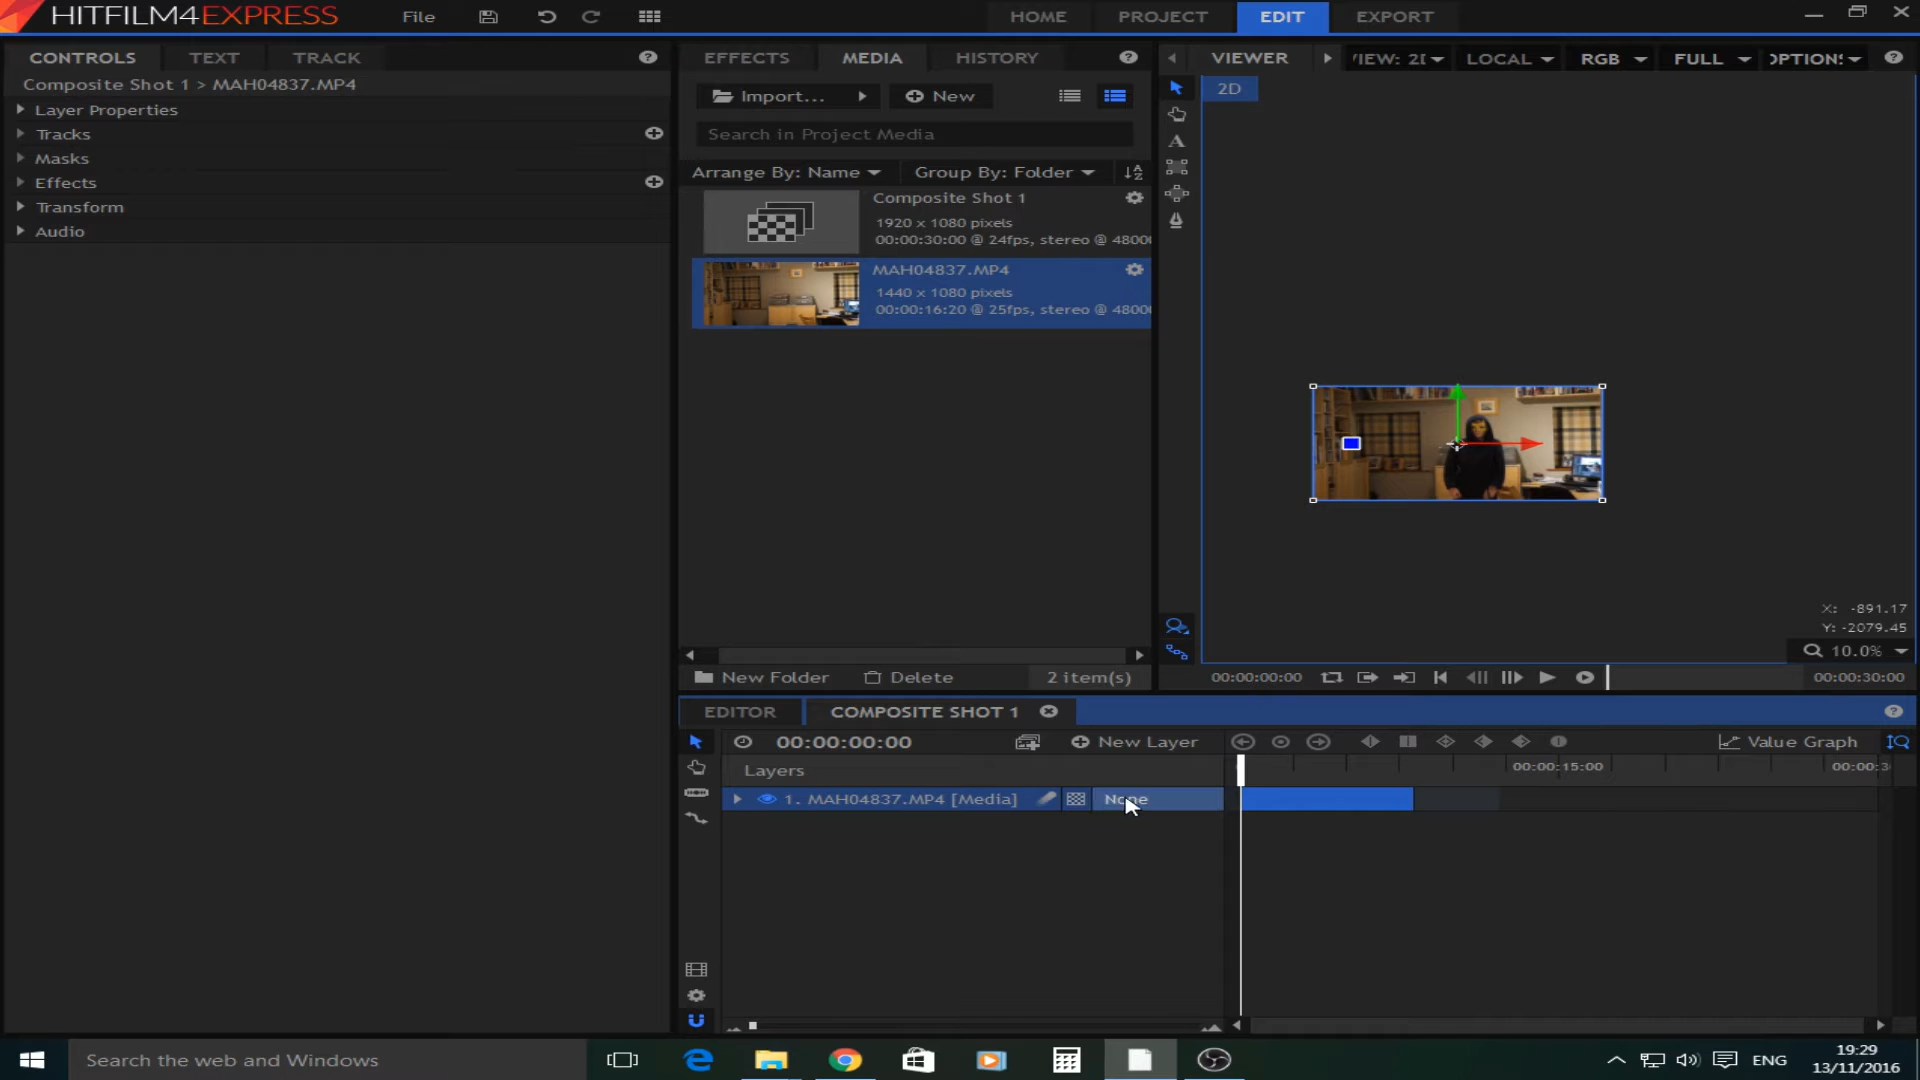 HITFILM4EXPRESS
File
HOME
PROJECT
EDIT
EXPORT
CONTROLS
TEXT
TRACK
Composite Shot 1 > MAH04837.MP4
Layer Properties
Tracks
Masks
Effects
Transform
Audio
EFFECTS
MEDIA
HISTORY
Import...
New
Search in Project Media
Arrange By: Name
Group By: Folder
Composite Shot 1
1920 x 1080 pixels
00:00:30:00 @ 24fps, stereo @ 4800
MAH04837.MP4
1440 x 1080 pixels
00:00:16:20 @ 25fps, stereo @ 4800
New Folder
Delete
2 item(s)
VIEWER
LOCAL
RGB
FULL
2D
X: -891.17
Y: -2079.45
10.0%
00:00:00:00
00:00:30:00
EDITOR
COMPOSITE SHOT 1
00:00:00:00
New Layer
Value Graph
Layers
00:00:15:00
1. MAH04837.MP4 [Media]
None
Search the web and Windows
ENG
19:29
13/11/2016